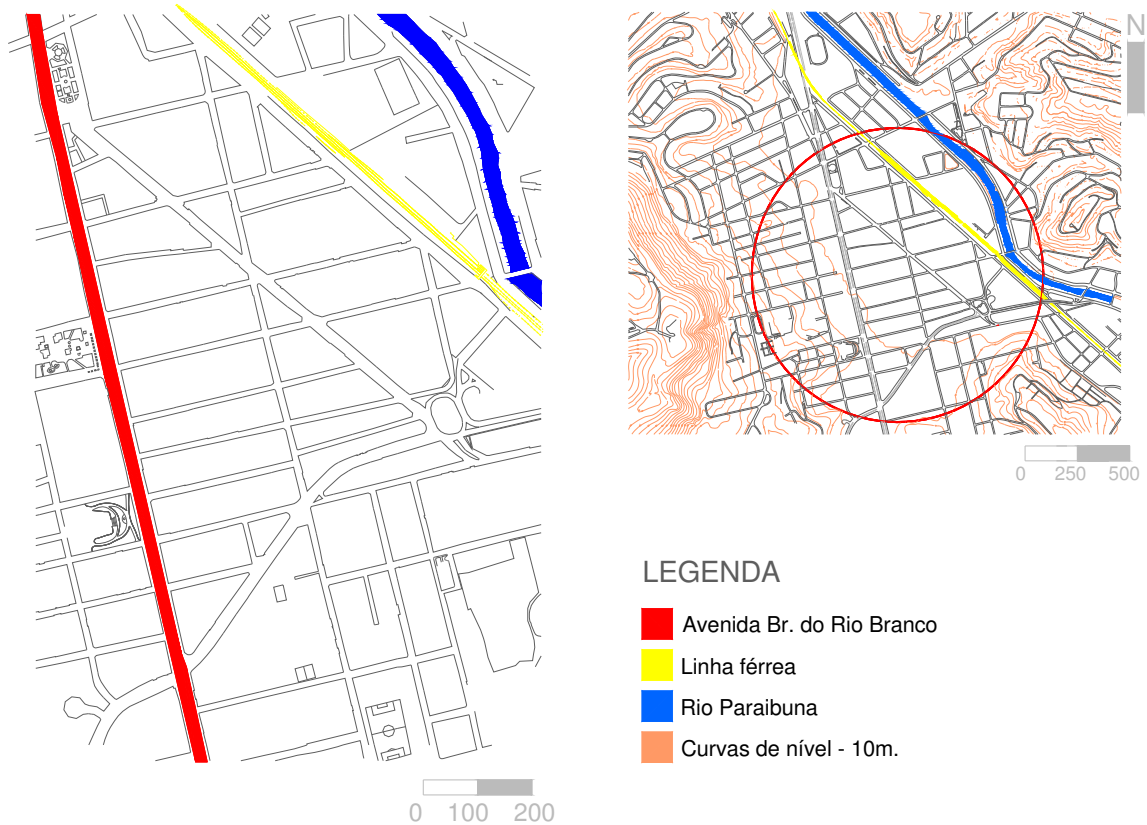 N
0 250 500
LEGENDA
Avenida Br. do Rio Branco
Linha férrea
Rio Paraibuna
Curvas de nível - 10m.
0 100 200